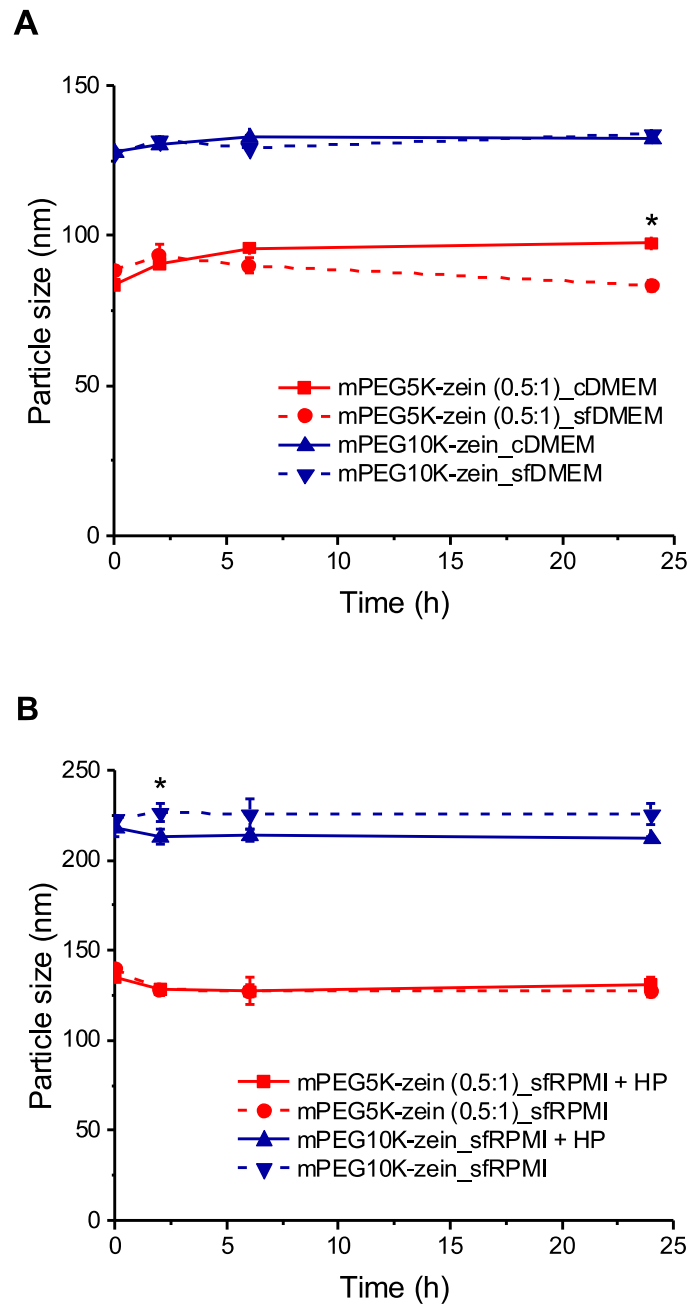 A
150
*
100
Particle size (nm)
50
mPEG5K-zein (0.5:1)_cDMEM
mPEG5K-zein (0.5:1)_sfDMEM
mPEG10K-zein_cDMEM
mPEG10K-zein_sfDMEM
0
0 5 10 15 20 25
Time (h)
B
250
*
200
150
Particle size (nm)
100
mPEG5K-zein (0.5:1)_sfRPMI + HP
mPEG5K-zein (0.5:1)_sfRPMI
mPEG10K-zein_sfRPMI + HP
mPEG10K-zein_sfRPMI
50
0
0 5 10 15 20 25
Time (h)